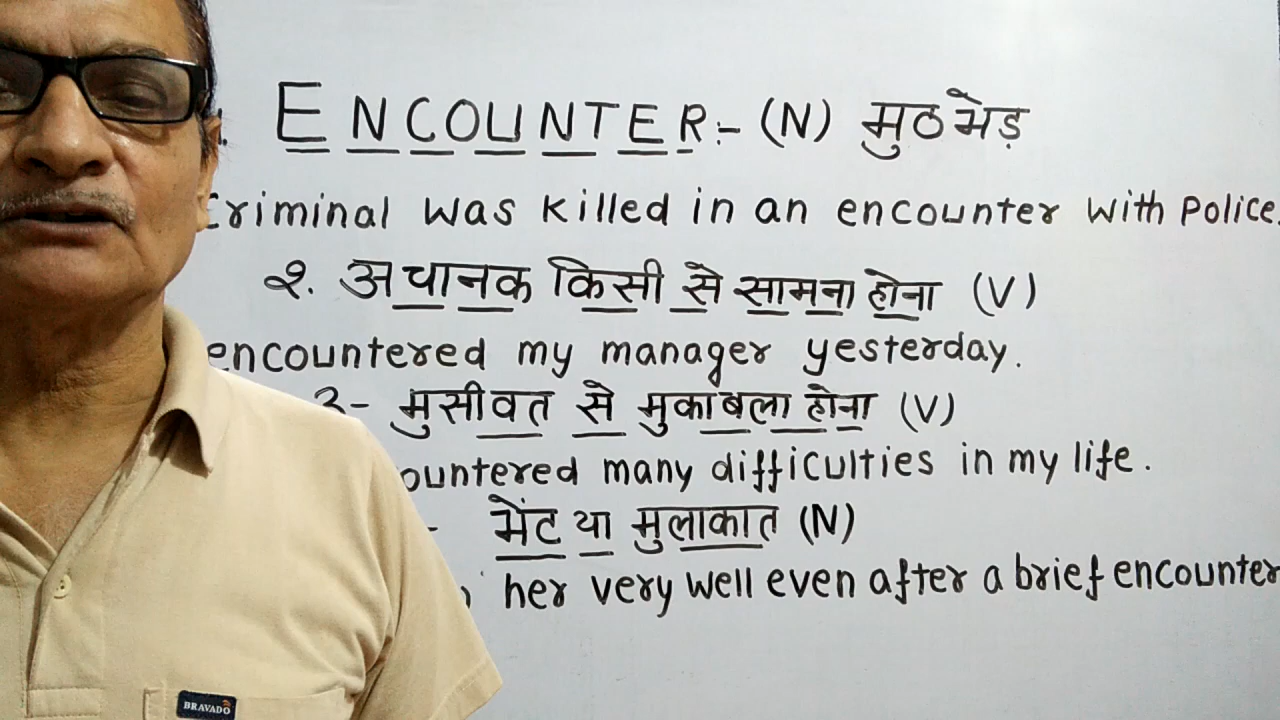 ENCOUNTER:- (N) मुठभेड़
Criminal was killed in an encounter with Police.
२. अचानक किसी से सामना होना (V)
encountered my manager yesterday.
3- मुसीवत से मुकाबला होना (V)
ountered many difficulties in my life.
- भेंट या मुलाकात (N)
her very well even after a brief encounter
BRAVADO